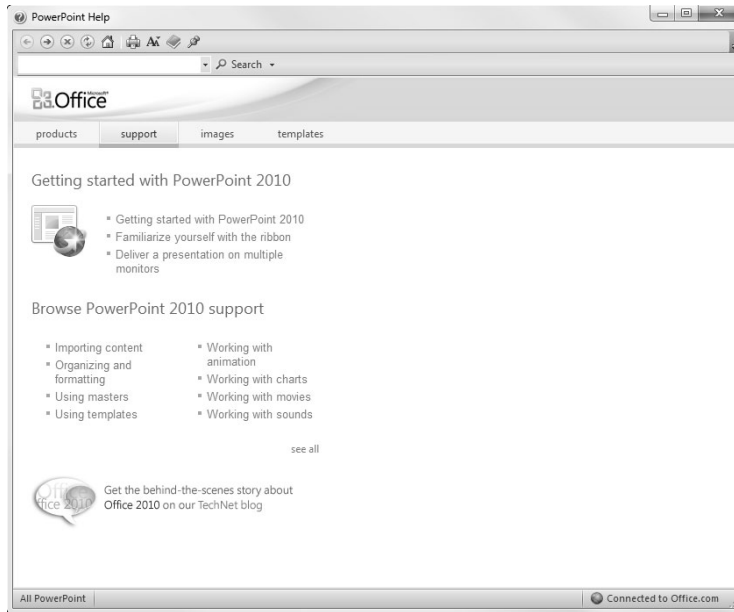 PowerPoint Help
Search
Microsoft®
Office
products support images templates
Getting started with PowerPoint 2010
Getting started with PowerPoint 2010
Familiarize yourself with the ribbon
Deliver a presentation on multiple
monitors
Browse PowerPoint 2010 support
Importing content
Organizing and
formatting
Using masters
Using templates
Working with
animation
Working with charts
Working with movies
Working with sounds
see all
Get the behind-the-scenes story about
Office 2010 on our TechNet blog
All PowerPoint
Connected to Office.com